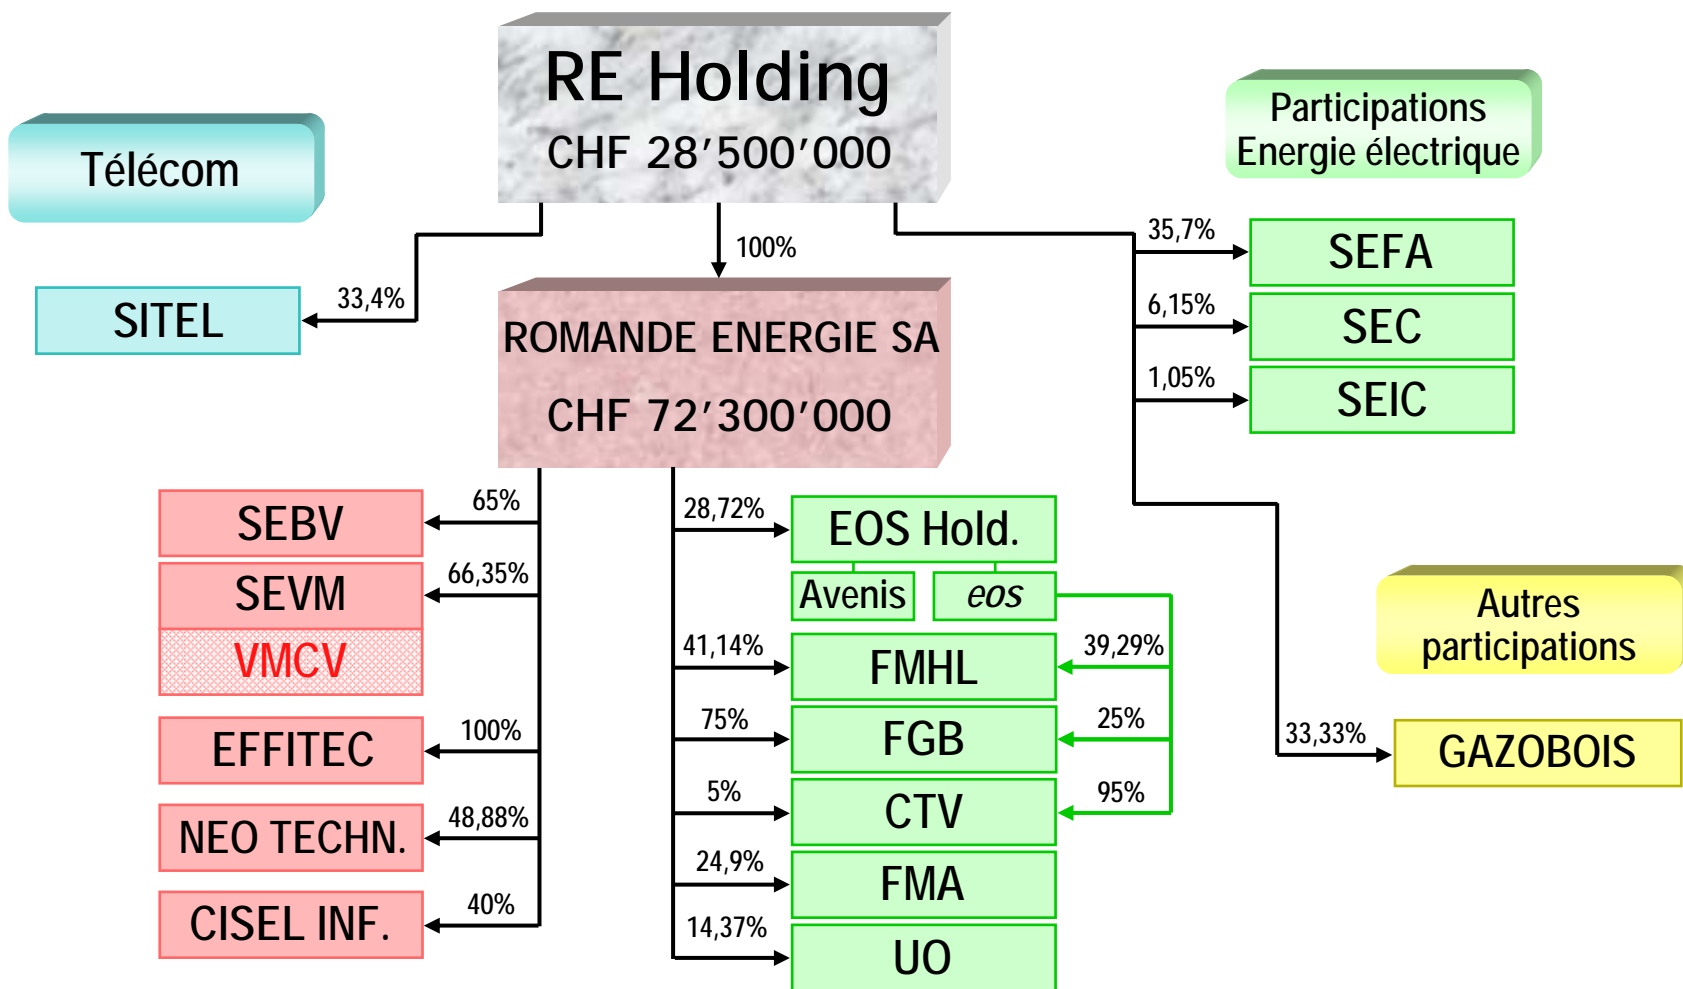 RE Holding
CHF 28’500’000
Télécom
Participations
Energie électrique
100%
33,4%
SITEL
35,7%
SEFA
6,15%
SEC
1,05%
SEIC
ROMANDE ENERGIE SA
CHF 72’300’000
65%
SEBV
66,35%
SEVM
VMCV
100%
EFFITEC
48,88%
NEO TECHN.
40%
CISEL INF.
28,72%
EOS Hold.
Avenis
eos
41,14%
FMHL
39,29%
75%
FGB
25%
5%
CTV
95%
24,9%
FMA
14,37%
UO
Autres
participations
33,33%
GAZOBOIS